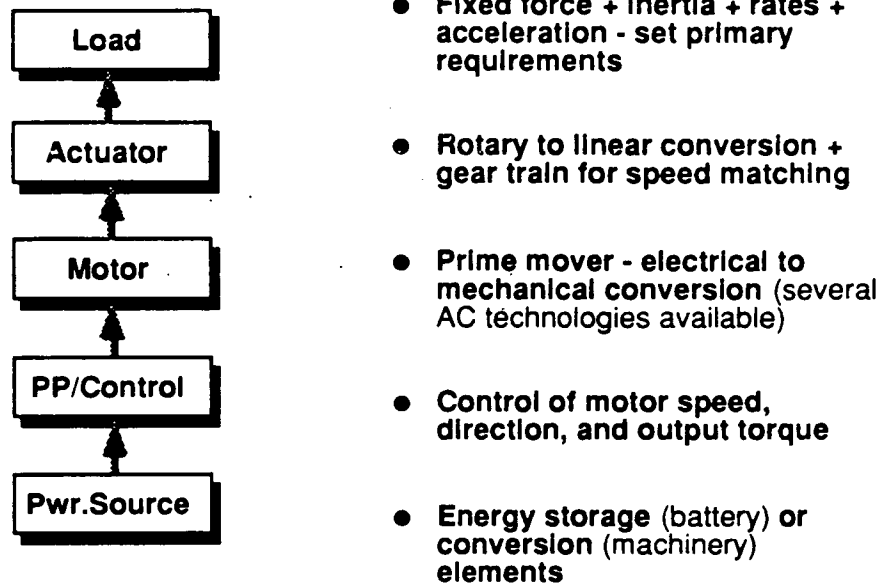 Load
● Fixed force + inertia + rates +
acceleration - set primary
requirements
Actuator
● Rotary to linear conversion +
gear train for speed matching
Motor
● Prime mover - electrical to
mechanical conversion (several
AC technologies available)
PP/Control
● Control of motor speed,
direction, and output torque
Pwr.Source
● Energy storage (battery) or
conversion (machinery)
elements